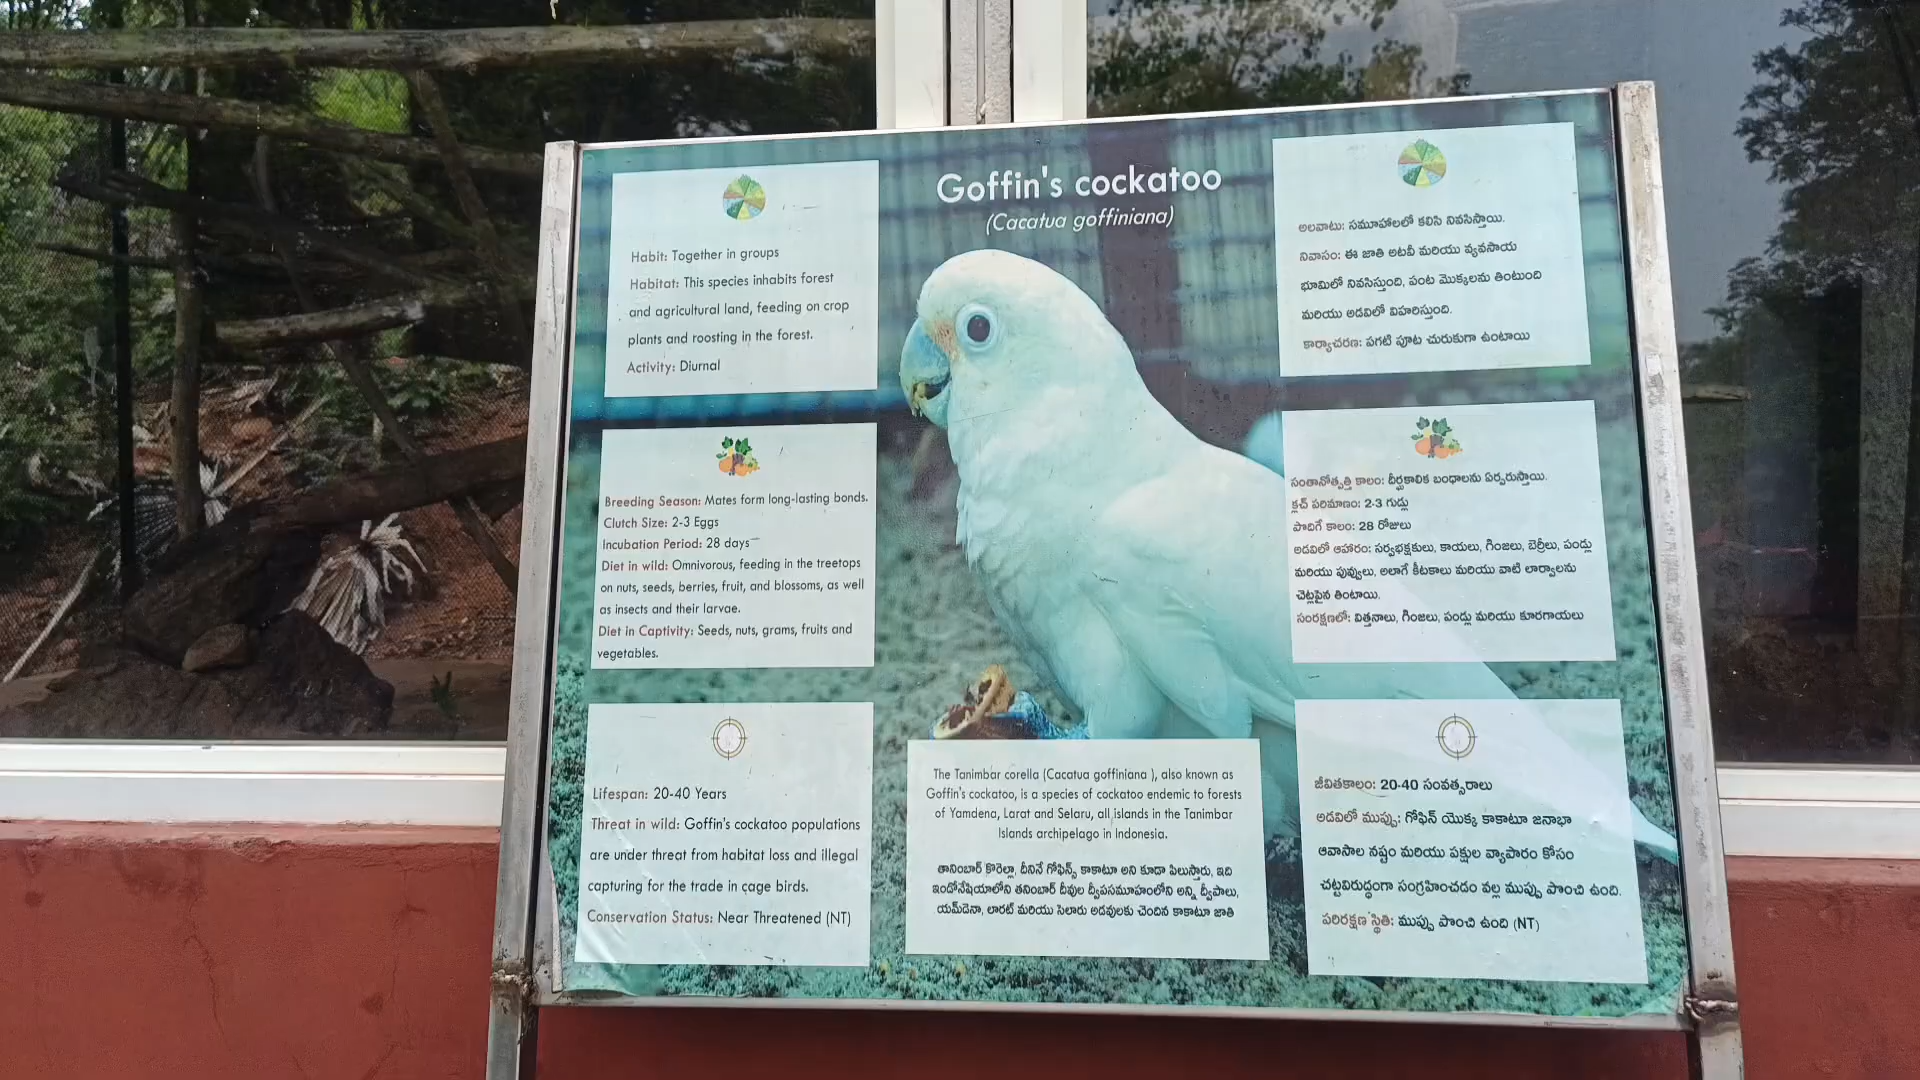 Goffin's cockatoo
(Cacatua goffiniana)
Habit: Together in groups
Habitat: This species inhabits forest
and agricultural land, feeding on crop
plants and roosting in the forest.
Activity: Diurnal
Breeding Season: Mates form long-lasting bonds.
Clutch Size: 2-3 Eggs
Incubation Period: 28 days
Diet in wild: Omnivorous, feeding in the treetops
on nuts, seeds, berries, fruit, and blossoms, as well
as insects and their larvae.
Diet in Captivity: Seeds, nuts, grams, fruits and
vegetables.
Lifespan: 20-40 Years
Threat in wild: Goffin's cockatoo populations
are under threat from habitat loss and illegal
capturing for the trade in cage birds.
Conservation Status: Near Threatened (NT)
The Tanimbar corella (Cacatua goffiniana ), also known as
Goffin's cockatoo, is a species of cockatoo endemic to forests
of Yamdena, Larat and Selaru, all islands in the Tanimbar
Islands archipelago in Indonesia.
తానింబార్ కొరెల్లా, దీనినే గోఫిన్స్ కాకాటూ అని కూడా పిలుస్తారు, ఇది
ఇండోనేషియాలోని తనింబార్ దీవుల ద్వీపసమూహంలోని అన్ని ద్వీపాలు,
యమ్‌డెనా, లారట్ మరియు సెలారు అడవులకు చెందిన కాకాటూ జాతి
అలవాటు: సమూహాలలో కలిసి నివసిస్తాయి.
నివాసం: ఈ జాతి అటవీ మరియు వ్యవసాయ
భూమిలో నివసిస్తుంది, పంట మొక్కలను తింటుంది
మరియు అడవిలో విహరిస్తుంది.
కార్యాచరణ: పగటి పూట చురుకుగా ఉంటాయి
సంతానోత్పత్తి కాలం: దీర్ఘకాలిక బంధాలను ఏర్పరుస్తాయి.
క్లచ్ పరిమాణం: 2-3 గుడ్లు
పొదిగే కాలం: 28 రోజులు
అడవిలో ఆహారం: సర్వభక్షకులు, కాయలు, గింజలు, బెర్రీలు, పండ్లు
మరియు పువ్వులు, అలాగే కీటకాలు మరియు వాటి లార్వాలను
చెట్లపైన తింటాయి.
సంరక్షణలో: విత్తనాలు, గింజలు, పండ్లు మరియు కూరగాయలు
జీవితకాలం: 20-40 సంవత్సరాలు
అడవిలో ముప్పు: గోఫిన్ యొక్క కాకాటూ జనాభా
ఆవాసాల నష్టం మరియు పక్షుల వ్యాపారం కోసం
చట్టవిరుద్ధంగా సంగ్రహించడం వల్ల ముప్పు పొంచి ఉంది.
పరిరక్షణ స్థితి: ముప్పు పొంచి ఉంది (NT)